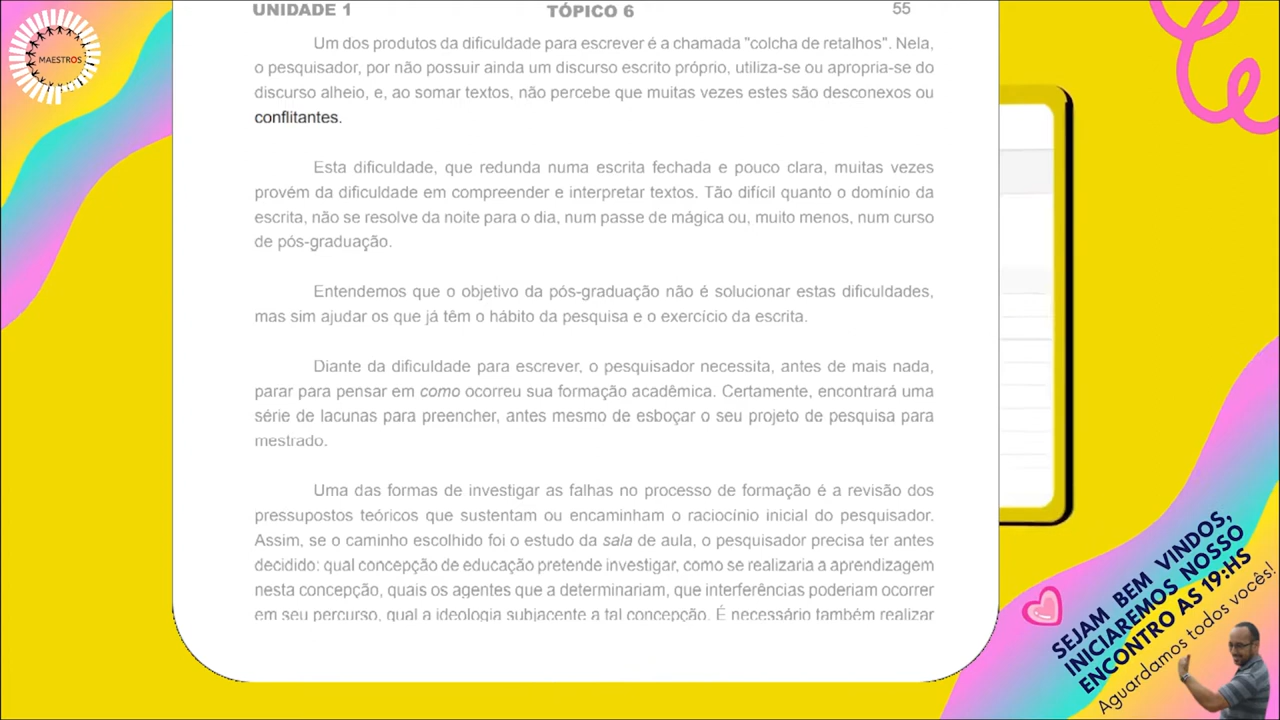 UNIDADE 1 TÓPICO 6 55
MAESTROS
Um dos produtos da dificuldade para escrever é a chamada "colcha de retalhos". Nela,
o pesquisador, por não possuir ainda um discurso escrito próprio, utiliza-se ou apropria-se do
discurso alheio, e, ao somar textos, não percebe que muitas vezes estes são desconexos ou
conflitantes.
Esta dificuldade, que redunda numa escrita fechada e pouco clara, muitas vezes
provém da dificuldade em compreender e interpretar textos. Tão difícil quanto o domínio da
escrita, não se resolve da noite para o dia, num passe de mágica ou, muito menos, num curso
de pós-graduação.
Entendemos que o objetivo da pós-graduação não é solucionar estas dificuldades,
mas sim ajudar os que já têm o hábito da pesquisa e o exercício da escrita.
Diante da dificuldade para escrever, o pesquisador necessita, antes de mais nada,
parar para pensar em como ocorreu sua formação acadêmica. Certamente, encontrará uma
série de lacunas para preencher, antes mesmo de esboçar o seu projeto de pesquisa para
mestrado.
Uma das formas de investigar as falhas no processo de formação é a revisão dos
pressupostos teóricos que sustentam ou encaminham o raciocínio inicial do pesquisador.
Assim, se o caminho escolhido foi o estudo da sala de aula, o pesquisador precisa ter antes
decidido: qual concepção de educação pretende investigar, como se realizaria a aprendizagem
nesta concepção, quais os agentes que a determinariam, que interferências poderiam ocorrer
em seu percurso, qual a ideologia subjacente a tal concepção. É necessário também realizar
SEJAM BEM VINDOS,
INICIAREMOS NOSSO
ENCONTRO AS 19:HS
Aguardamos todos vocês!